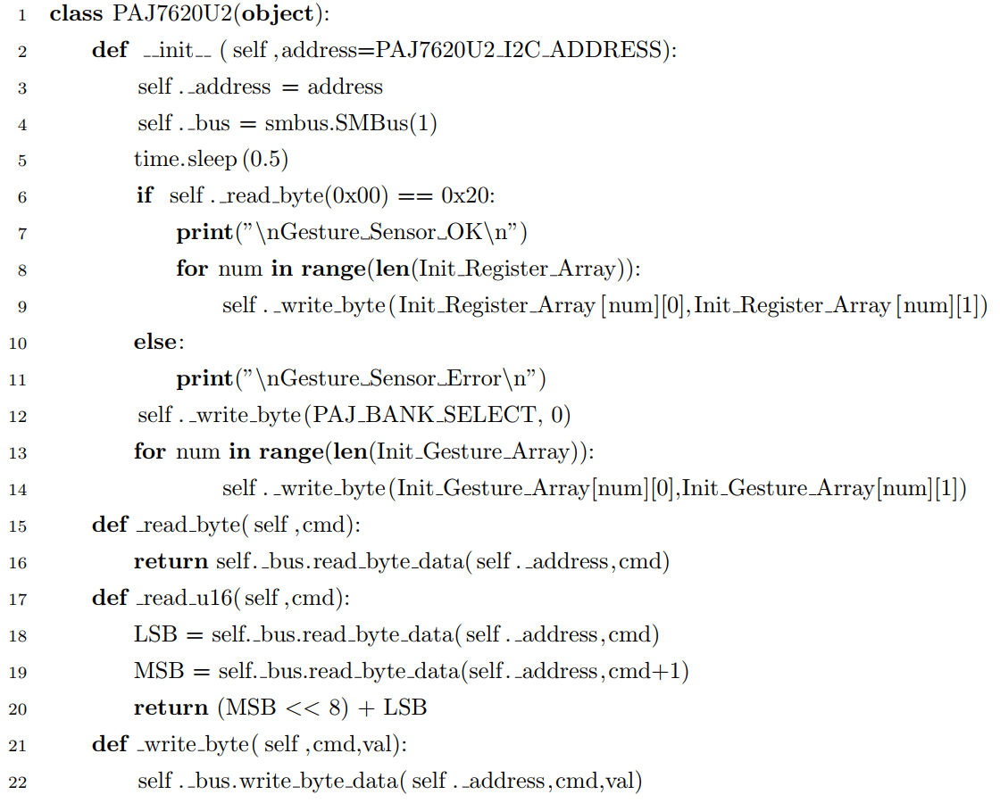 1 class PAJ7620U2(object):
2 def __init__ (self,address=PAJ7620U2_I2C_ADDRESS):
3 self._address = address
4 self._bus = smbus.SMBus(1)
5 time.sleep(0.5)
6 if self._read_byte(0x00) == 0x20:
7 print("\nGesture␣Sensor␣OK\n")
8 for num in range(len(Init_Register_Array)):
9 self._write_byte(Init_Register_Array[num][0],Init_Register_Array[num][1])
10 else:
11 print("\nGesture␣Sensor␣Error\n")
12 self._write_byte(PAJ_BANK_SELECT, 0)
13 for num in range(len(Init_Gesture_Array)):
14 self._write_byte(Init_Gesture_Array[num][0],Init_Gesture_Array[num][1])
15 def _read_byte(self,cmd):
16 return self._bus.read_byte_data(self._address,cmd)
17 def _read_u16(self,cmd):
18 LSB = self._bus.read_byte_data(self._address,cmd)
19 MSB = self._bus.read_byte_data(self._address,cmd+1)
20 return (MSB << 8) + LSB
21 def _write_byte(self,cmd,val):
22 self._bus.write_byte_data(self._address,cmd,val)